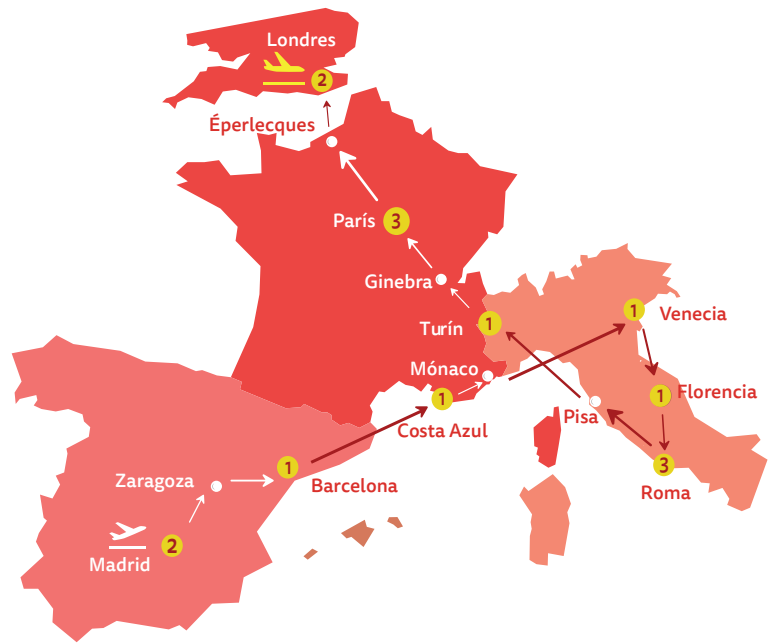 Londres
2
Éperlecques
París 3
Ginebra
1 Venecia
Turín 1
Mónaco
1 Florencia
1
Pisa
Costa Azul
3
1
Zaragoza
Barcelona
Roma
2
Madrid